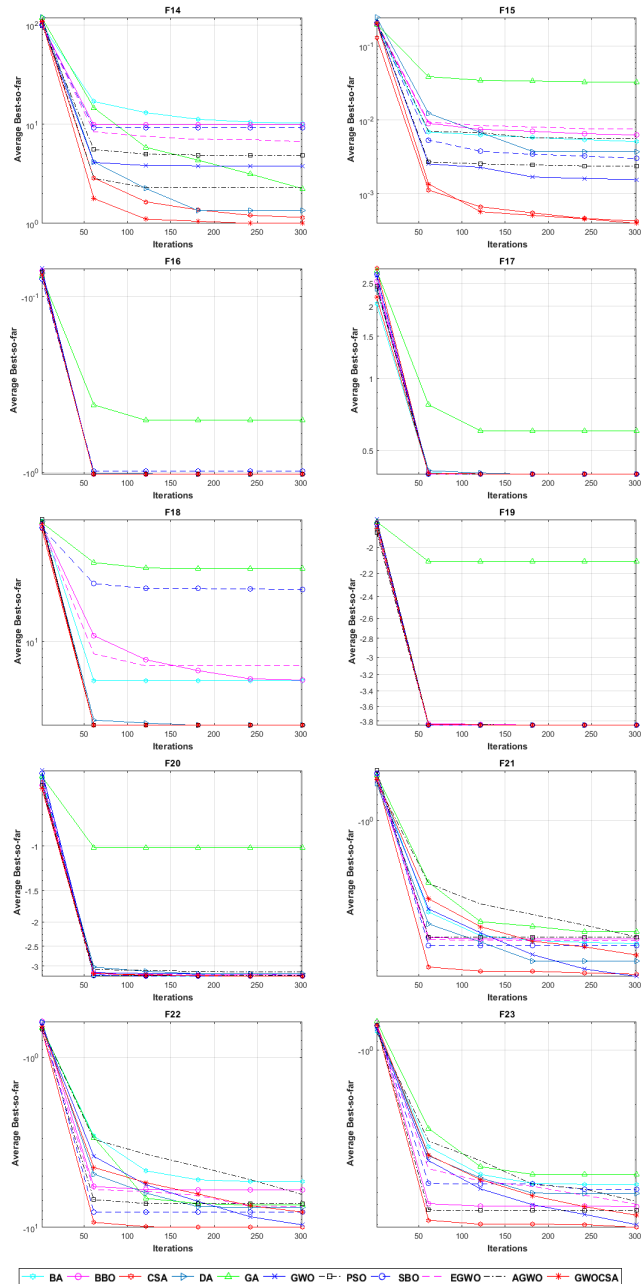 F14
Average Best-so-far
10^2
10^1
10^0
50 100 150 200 250 300
Iterations
F15
Average Best-so-far
10^-1
10^-2
10^-3
50 100 150 200 250 300
Iterations
F16
Average Best-so-far
-10^-1
-10^0
50 100 150 200 250 300
Iterations
F17
Average Best-so-far
2.5
2
1.5
1
0.5
50 100 150 200 250 300
Iterations
F18
Average Best-so-far
10^1
50 100 150 200 250 300
Iterations
F19
Average Best-so-far
-2
-2.2
-2.4
-2.6
-2.8
-3
-3.2
-3.4
-3.6
-3.8
50 100 150 200 250 300
Iterations
F20
Average Best-so-far
-1
-1.5
-2
-2.5
-3
50 100 150 200 250 300
Iterations
F21
Average Best-so-far
-10^0
50 100 150 200 250 300
Iterations
F22
Average Best-so-far
-10^0
-10^1
50 100 150 200 250 300
Iterations
F23
Average Best-so-far
-10^0
50 100 150 200 250 300
Iterations
BA BBO CSA DA GA GWO PSO SBO EGWO AGWO GWOCSA